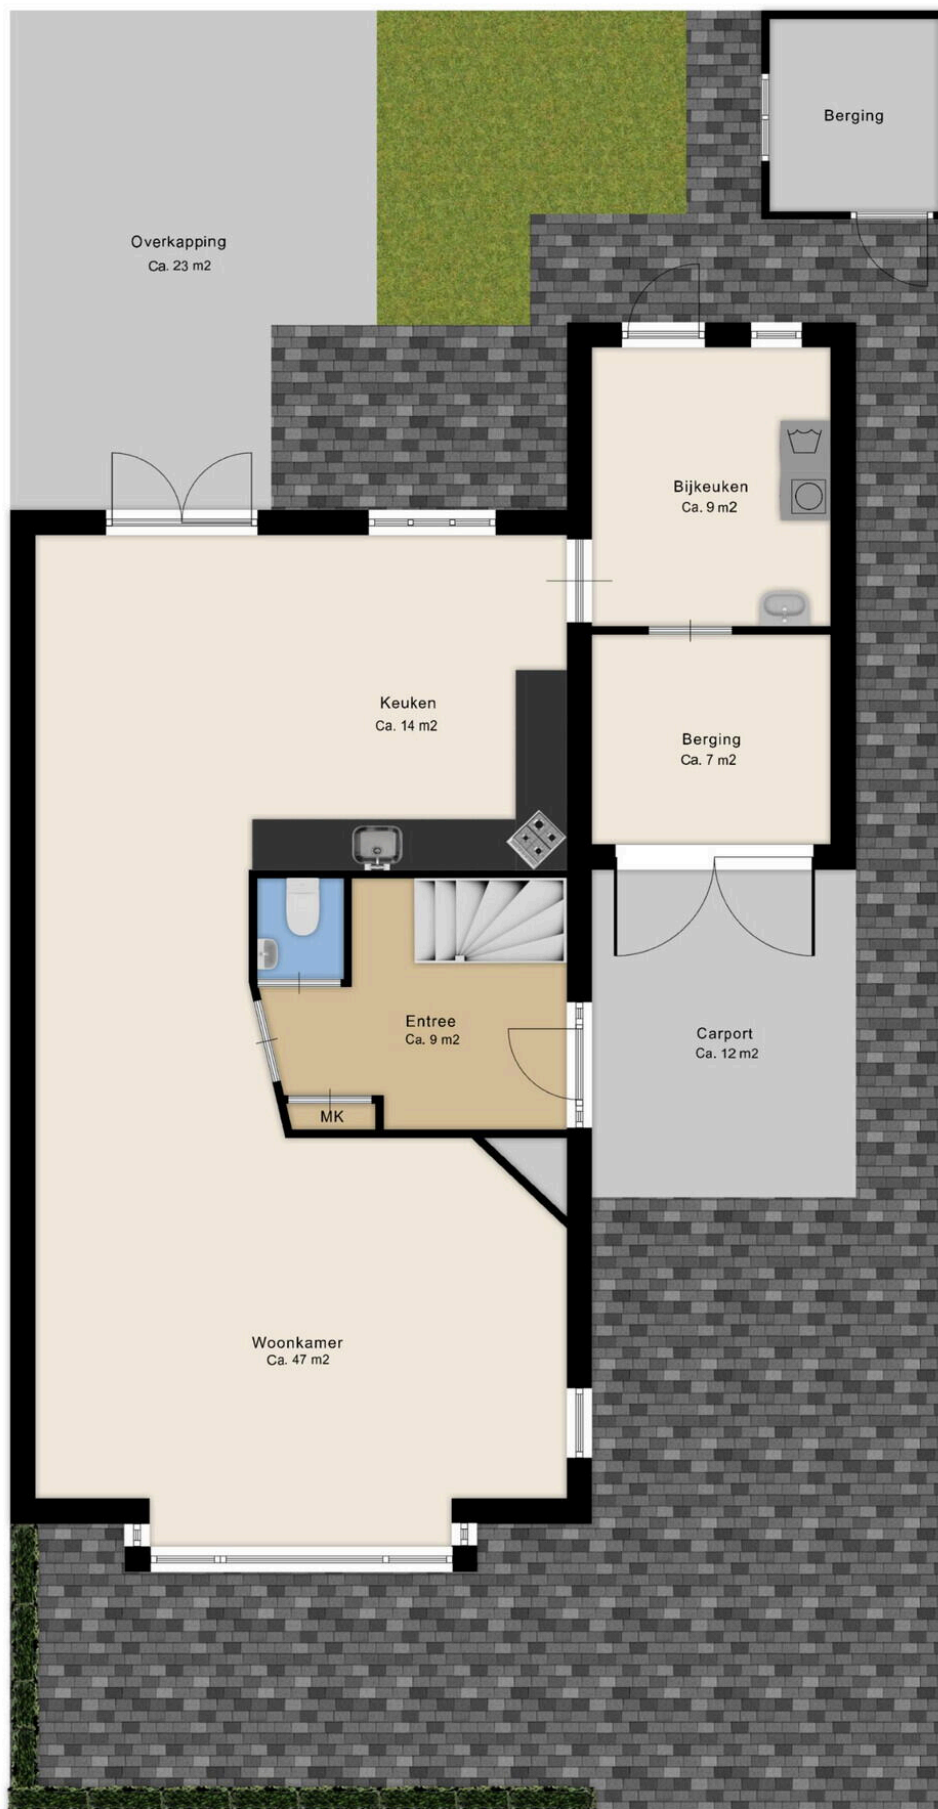 Berging
Overkapping
Ca. 23 m2
Bijkeuken
Ca. 9 m2
Keuken
Ca. 14 m2
Berging
Ca. 7 m2
Entree
Ca. 9 m2
Carport
Ca. 12 m2
MK
Woonkamer
Ca. 47 m2